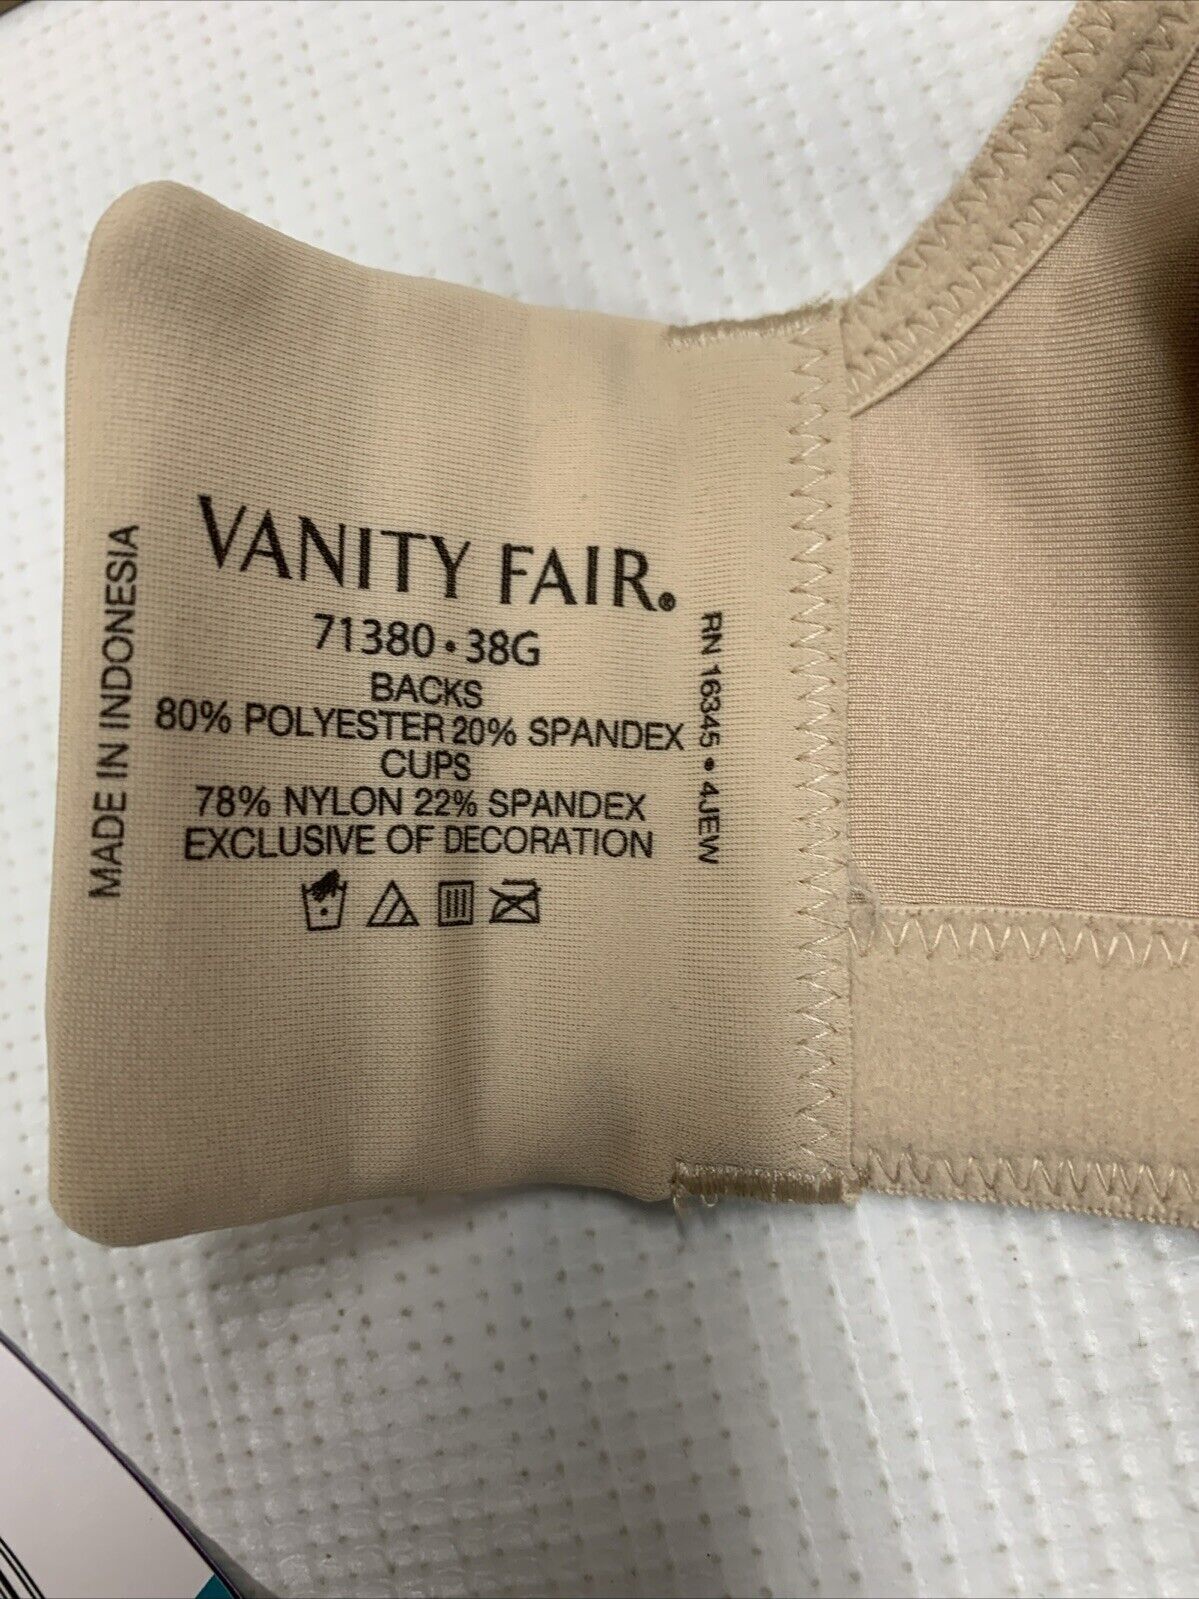 VANITY FAIR®
71380 • 38G
BACKS
80% POLYESTER 20% SPANDEX
CUPS
78% NYLON 22% SPANDEX
EXCLUSIVE OF DECORATION
MADE IN INDONESIA
RN 16345 • 4JEW